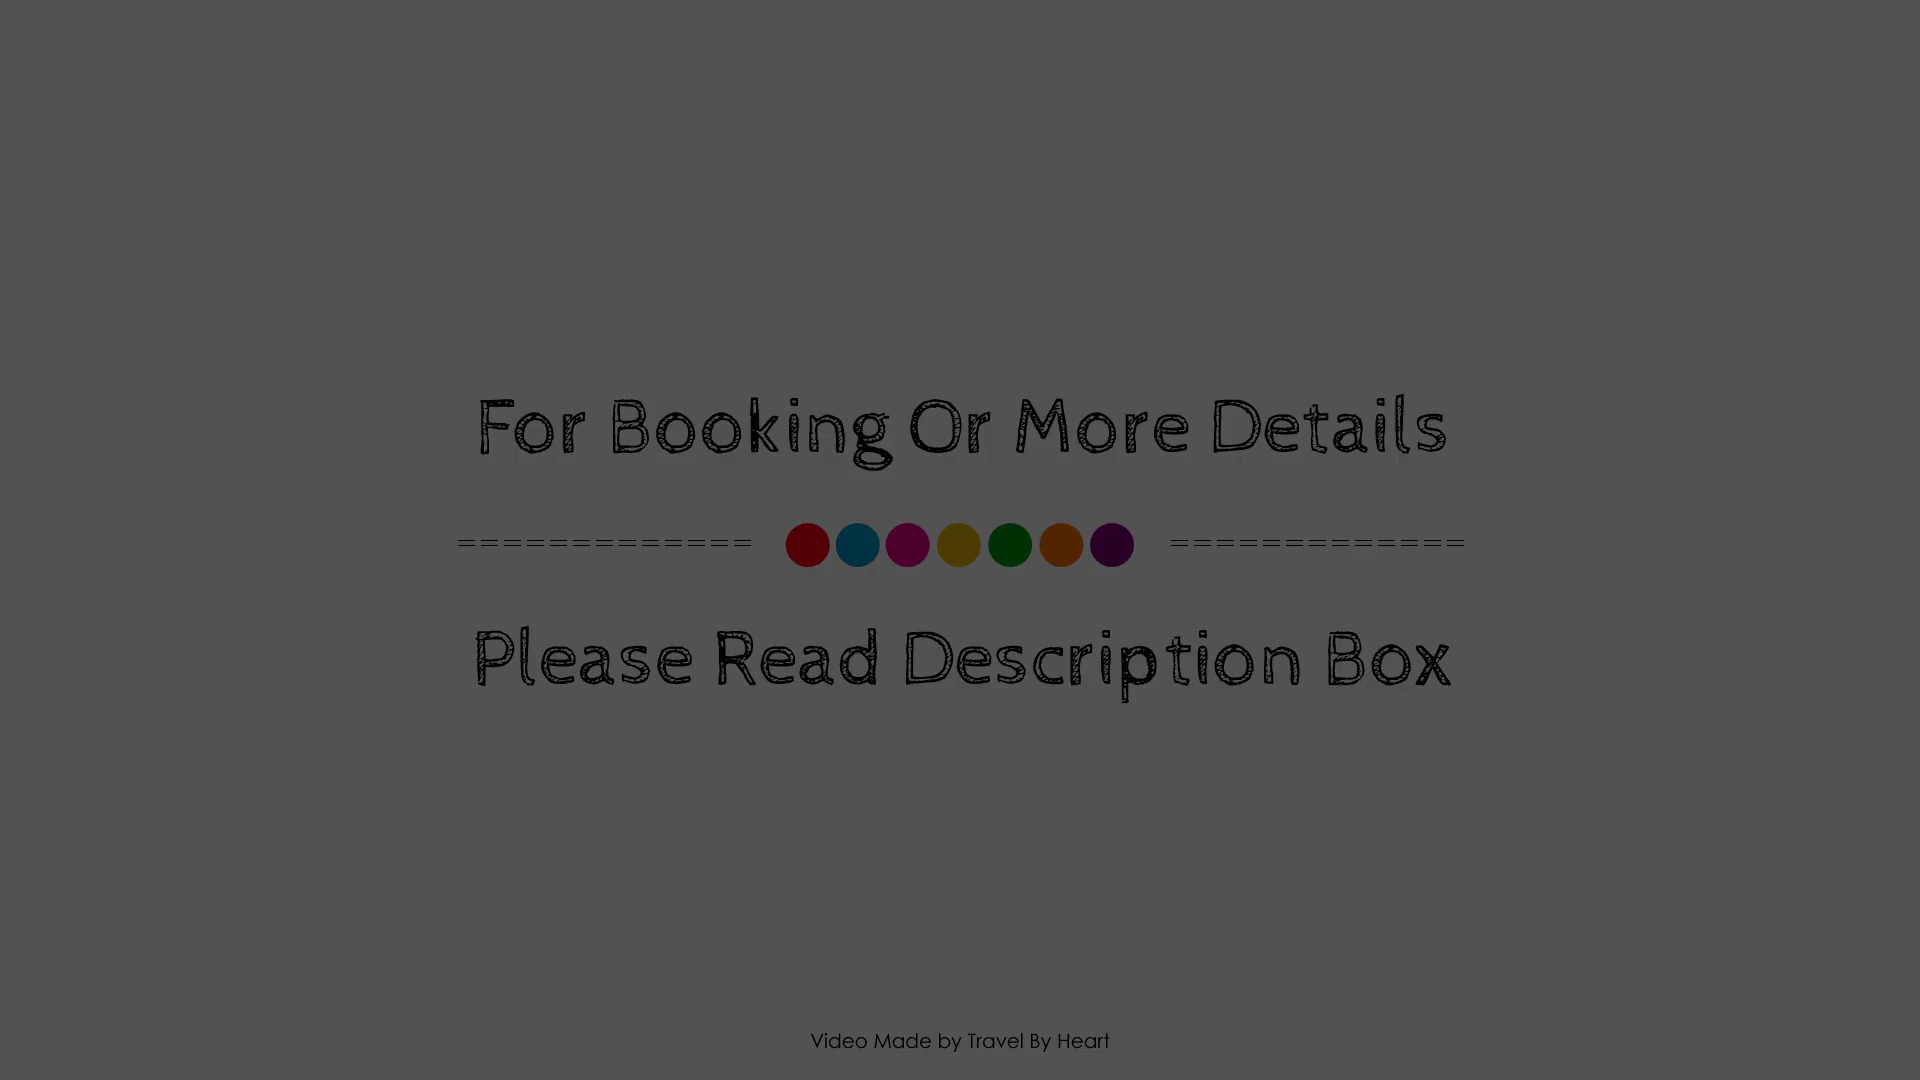 For Booking Or More Details
============= =============
Please Read Description Box
Video Made by Travel By Heart